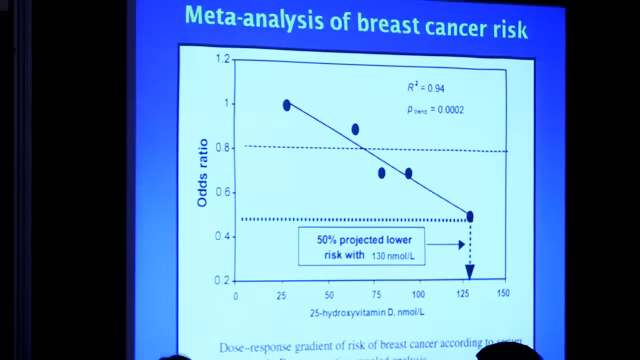 Meta-analysis of breast cancer risk
1.2
1
0.8
0.6
0.4
0.2
Odds ratio
R² = 0.94
p trend = 0.0002
50% projected lower
risk with 130 nmol/L
0 25 50 75 100 125 150
25-hydroxyvitamin D, nmol/L
Dose–response gradient of risk of breast cancer according to serum